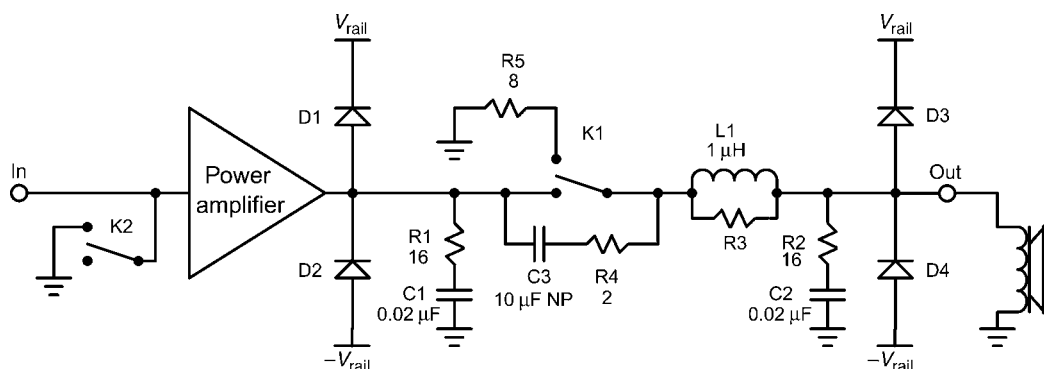 V_rail
V_rail
R5
8
D1
K1
D3
L1
1 μH
In
Out
Power
amplifier
K2
R3
R1
16
R2
16
D2
C3
10 μF NP
R4
2
D4
C1
0.02 μF
C2
0.02 μF
−V_rail
−V_rail